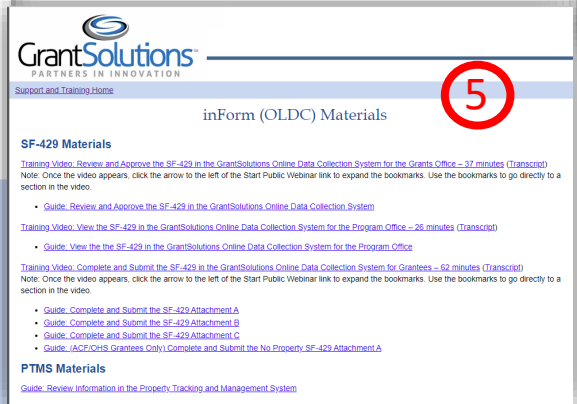 GrantSolutions
PARTNERS IN INNOVATION
5
Support and Training Home
inForm (OLDC) Materials
SF-429 Materials
Training Video: Review and Approve the SF-429 in the GrantSolutions Online Data Collection System for the Grants Office – 37 minutes (Transcript)
Note: Once the video appears, click the arrow to the left of the Start Public Webinar link to expand the bookmarks. Use the bookmarks to go directly to a
section in the video.
• Guide: Review and Approve the SF-429 in the GrantSolutions Online Data Collection System
Training Video: View the SF-429 in the GrantSolutions Online Data Collection System for the Program Office – 26 minutes (Transcript)
• Guide: View the the SF-429 in the GrantSolutions Online Data Collection System for the Program Office
Training Video: Complete and Submit the SF-429 in the GrantSolutions Online Data Collection System for Grantees – 62 minutes (Transcript)
Note: Once the video appears, click the arrow to the left of the Start Public Webinar link to expand the bookmarks. Use the bookmarks to go directly to a
section in the video.
• Guide: Complete and Submit the SF-429 Attachment A
• Guide: Complete and Submit the SF-429 Attachment B
• Guide: Complete and Submit the SF-429 Attachment C
• Guide: (ACF/OHS Grantees Only) Complete and Submit the No Property SF-429 Attachment A
PTMS Materials
Guide: Review Information in the Property Tracking and Management System